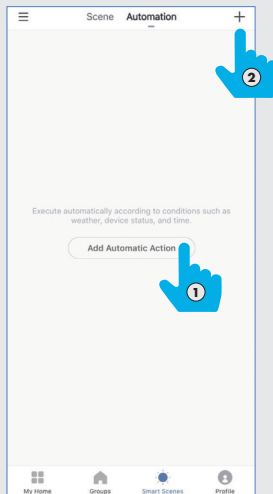 Scene Automation +
2
Execute automatically according to conditions such as
weather, device status, and time.
Add Automatic Action
1
My Home Groups Smart Scenes Profile